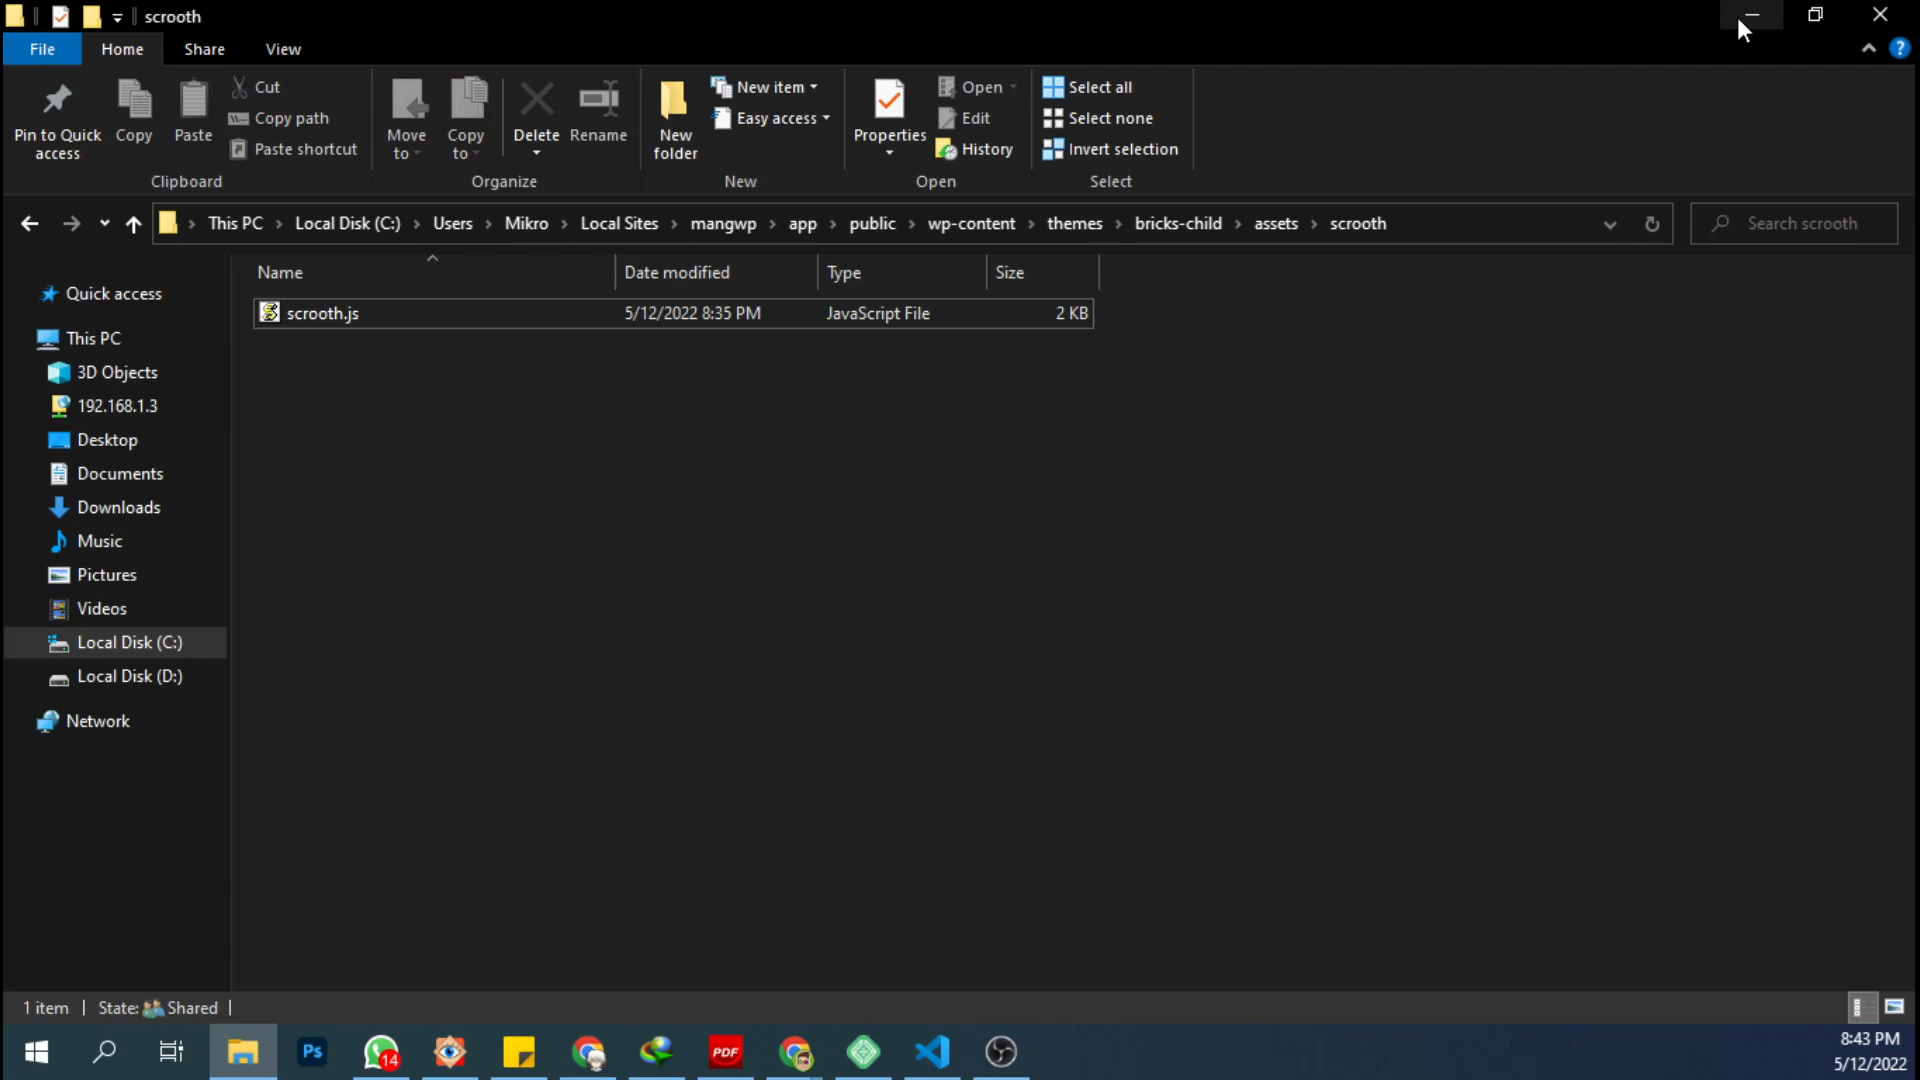 scrooth
File Home Share View
Pin to Quick access
Copy
Paste
Cut
Copy path
Paste shortcut
Clipboard
Move to
Copy to
Delete
Rename
Organize
New folder
New item
Easy access
New
Properties
Open
Edit
History
Open
Select all
Select none
Invert selection
Select
This PC Local Disk (C:) Users Mikro Local Sites mangwp app public wp-content themes bricks-child assets scrooth
Search scrooth
Name Date modified Type Size
scrooth.js 5/12/2022 8:35 PM JavaScript File 2 KB
Quick access
This PC
3D Objects
192.168.1.3
Desktop
Documents
Downloads
Music
Pictures
Videos
Local Disk (C:)
Local Disk (D:)
Network
1 item State: Shared
Ps
14
PDF
8:43 PM
5/12/2022